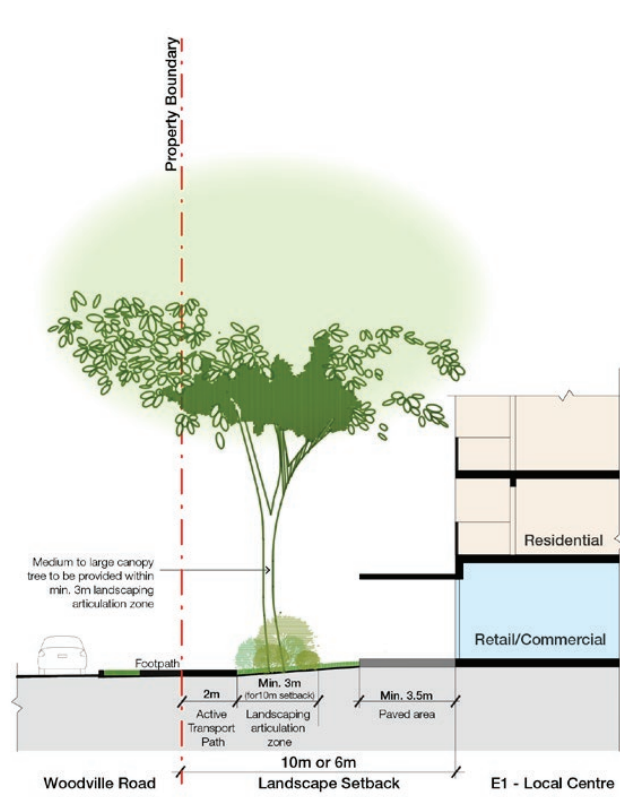 Property Boundary
Residential
Medium to large canopy
tree to be provided within
min. 3m landscaping
articulation zone
Retail/Commercial
Footpath
2m
Active
Transport
Path
Min. 3m
(for10m setback)
Landscaping
articulation
zone
Min. 3.5m
Paved area
10m or 6m
Woodville Road
Landscape Setback
E1 - Local Centre